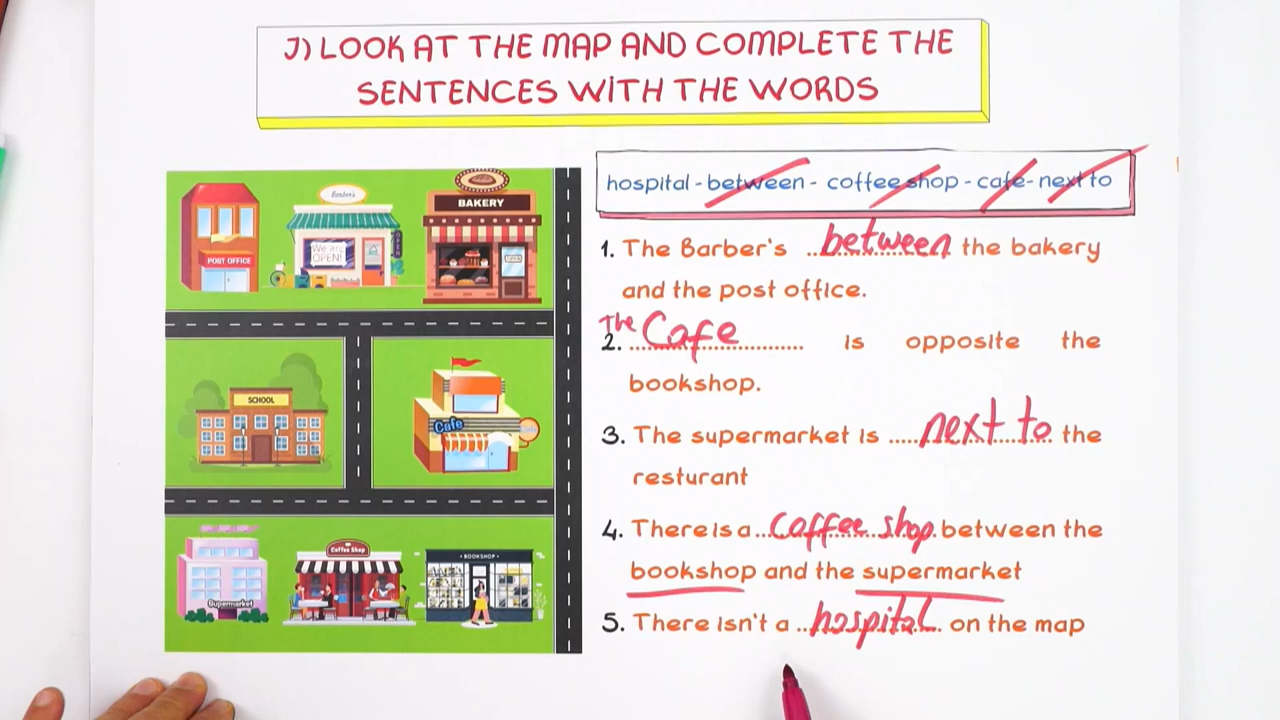 J) LOOK AT THE MAP AND COMPLETE THE
SENTENCES WITH THE WORDS
POST OFFICE
Barber's
We are
OPEN!
OPEN
BAKERY
OPEN
SCHOOL
Cafe
Supermarket
Coffee Shop
BOOKSHOP
hospital - between - coffee shop - cafe - next to
1. The Barber's ..between.. the bakery
and the post office.
2. The Cafe .......... is opposite the
bookshop.
3. The supermarket is .....next to the
resturant
4. There is a...coffee shop.between the
bookshop and the supermarket
5. There isn't a ..hospital.. on the map